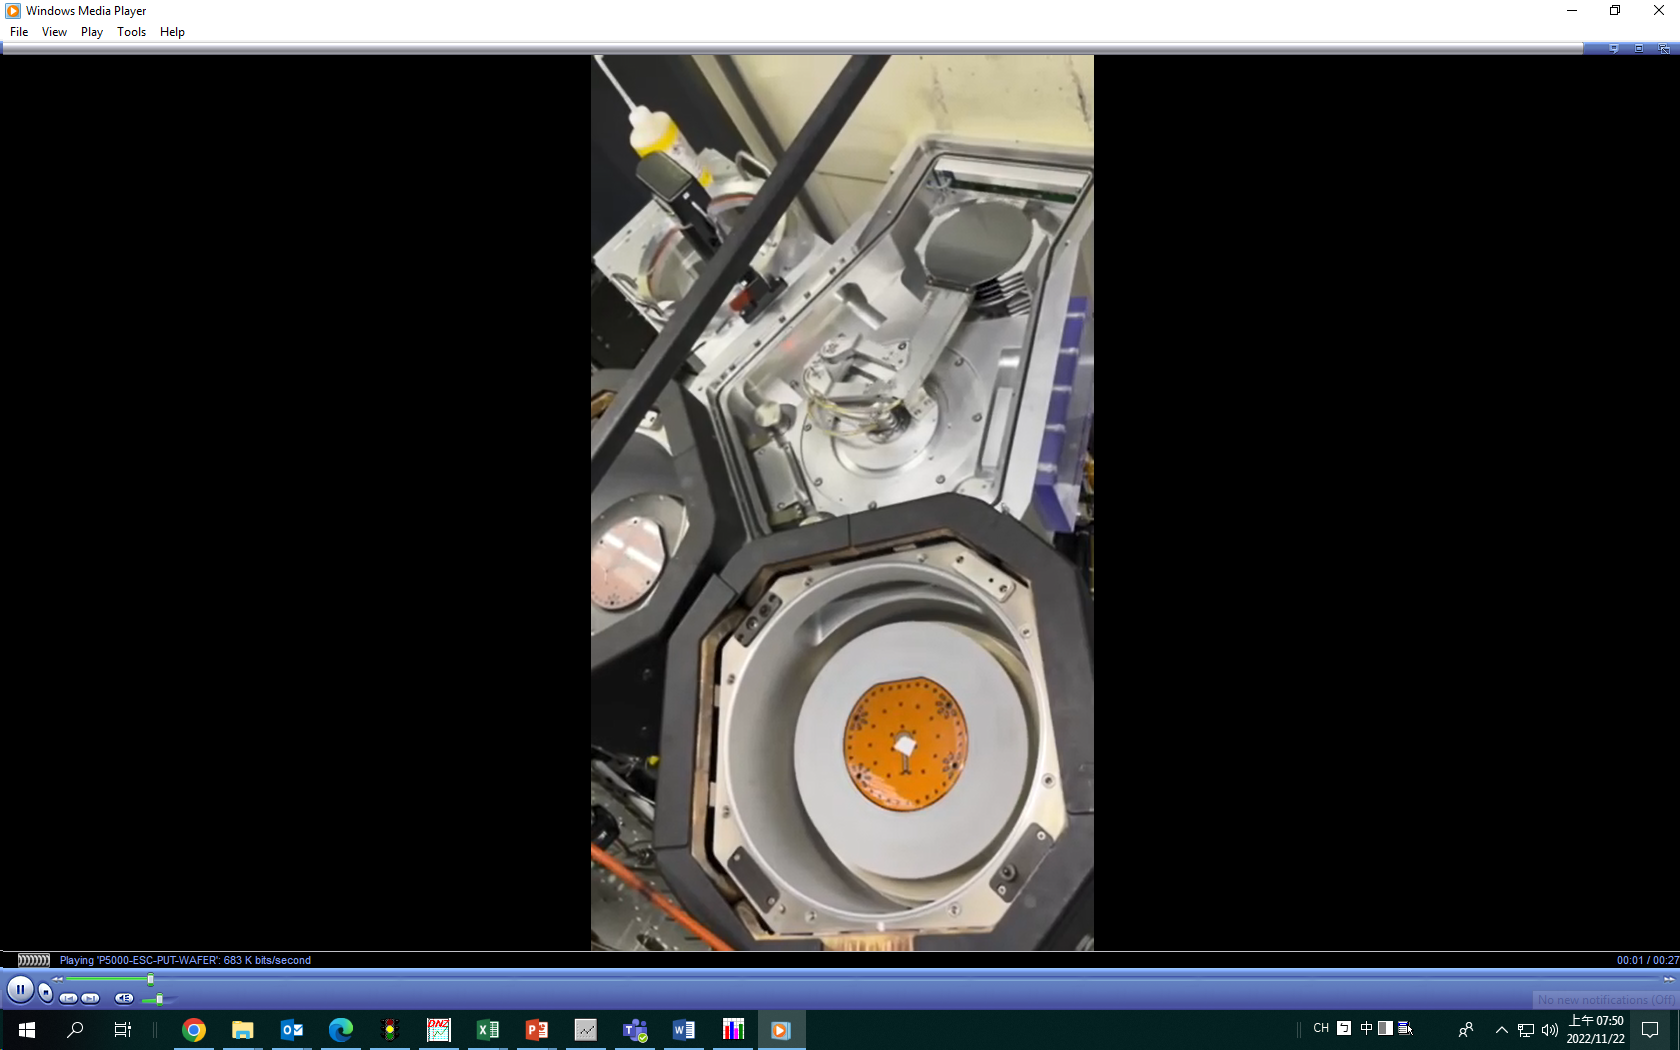 Windows Media Player
File View Play Tools Help
Playing 'P5000-ESC-PUT-WAFER': 683 K bits/second
00:01 / 00:27
No new notifications (Off)
CH 中
上午 07:50
2022/11/22